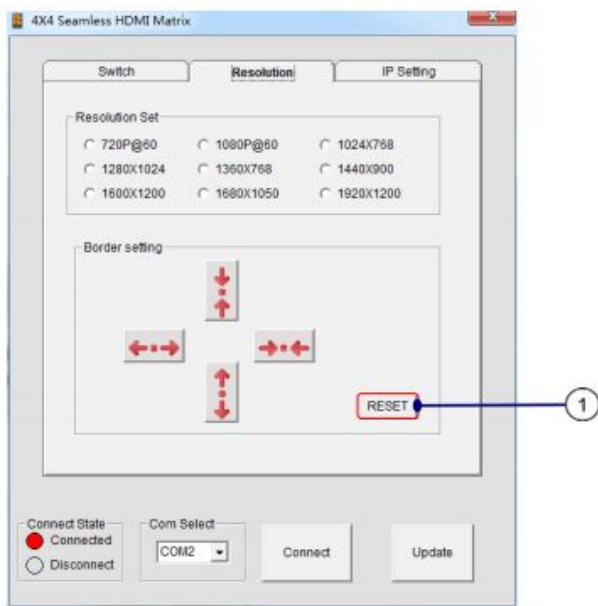 4X4 Seamless HDMI Matrix
Switch Resolution IP Setting
Resolution Set
720P@60 1080P@60 1024X768
1280X1024 1360X768 1440X900
1600X1200 1680X1050 1920X1200
Border setting
RESET
1
Connect State Com Select
Connected
COM2 Connect Update
Disconnect